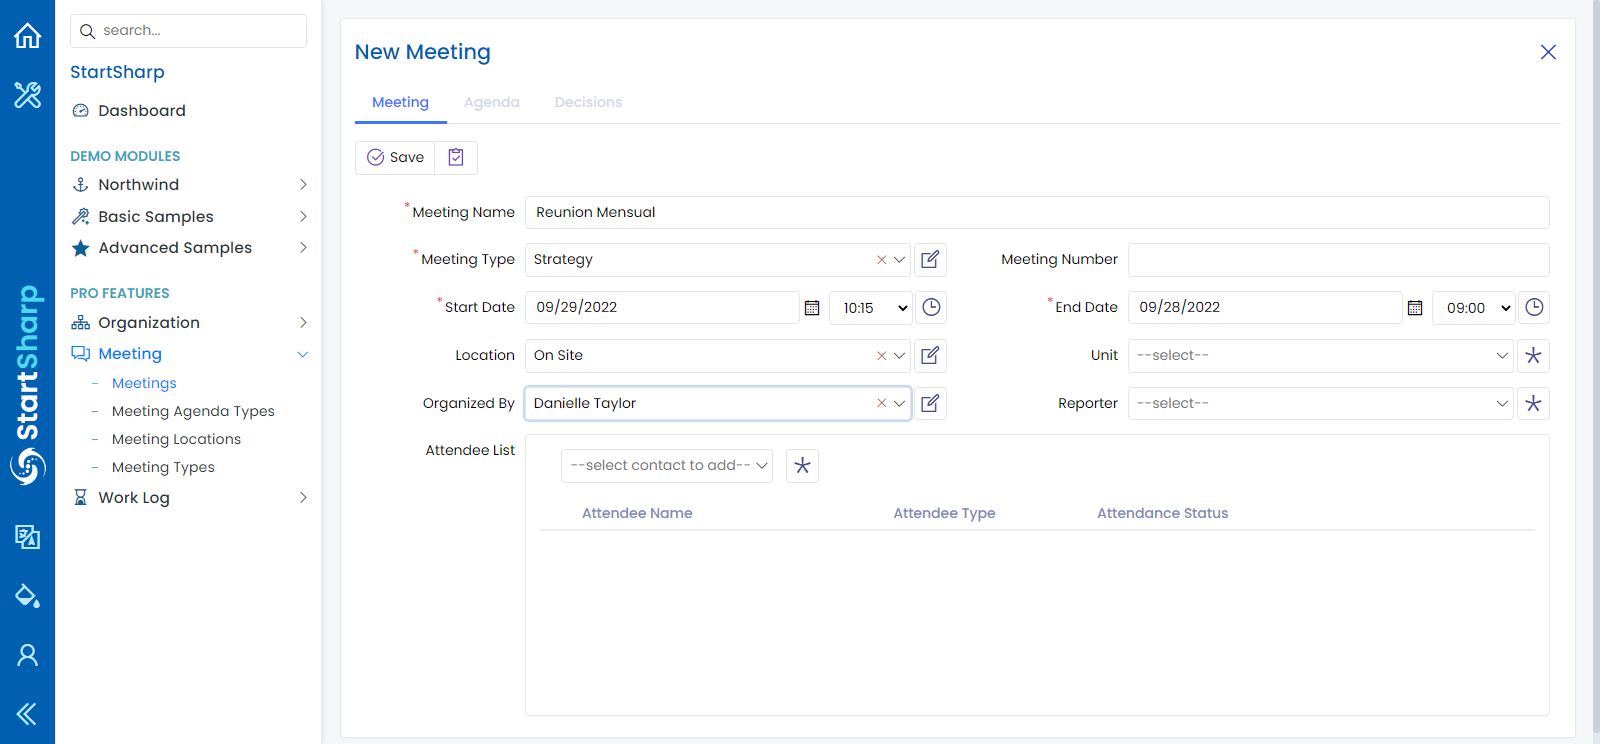 search...
StartSharp
Dashboard
DEMO MODULES
Northwind
Basic Samples
Advanced Samples
PRO FEATURES
Organization
Meeting
- Meetings
- Meeting Agenda Types
- Meeting Locations
- Meeting Types
Work Log
StartSharp
New Meeting
Meeting Agenda Decisions
Save
*Meeting Name Reunion Mensual
*Meeting Type Strategy Meeting Number
*Start Date 09/29/2022 10:15 *End Date 09/28/2022 09:00
Location On Site Unit --select--
Organized By Danielle Taylor Reporter --select--
Attendee List
--select contact to add--
Attendee Name Attendee Type Attendance Status